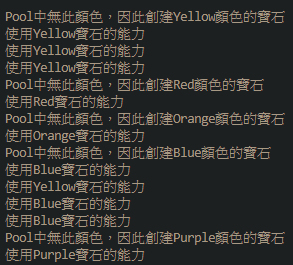 Pool中無此顏色，因此創建Yellow顏色的寶石
使用Yellow寶石的能力
使用Yellow寶石的能力
使用Yellow寶石的能力
Pool中無此顏色，因此創建Red顏色的寶石
使用Red寶石的能力
Pool中無此顏色，因此創建Orange顏色的寶石
使用Orange寶石的能力
Pool中無此顏色，因此創建Blue顏色的寶石
使用Blue寶石的能力
使用Yellow寶石的能力
使用Blue寶石的能力
使用Blue寶石的能力
Pool中無此顏色，因此創建Purple顏色的寶石
使用Purple寶石的能力